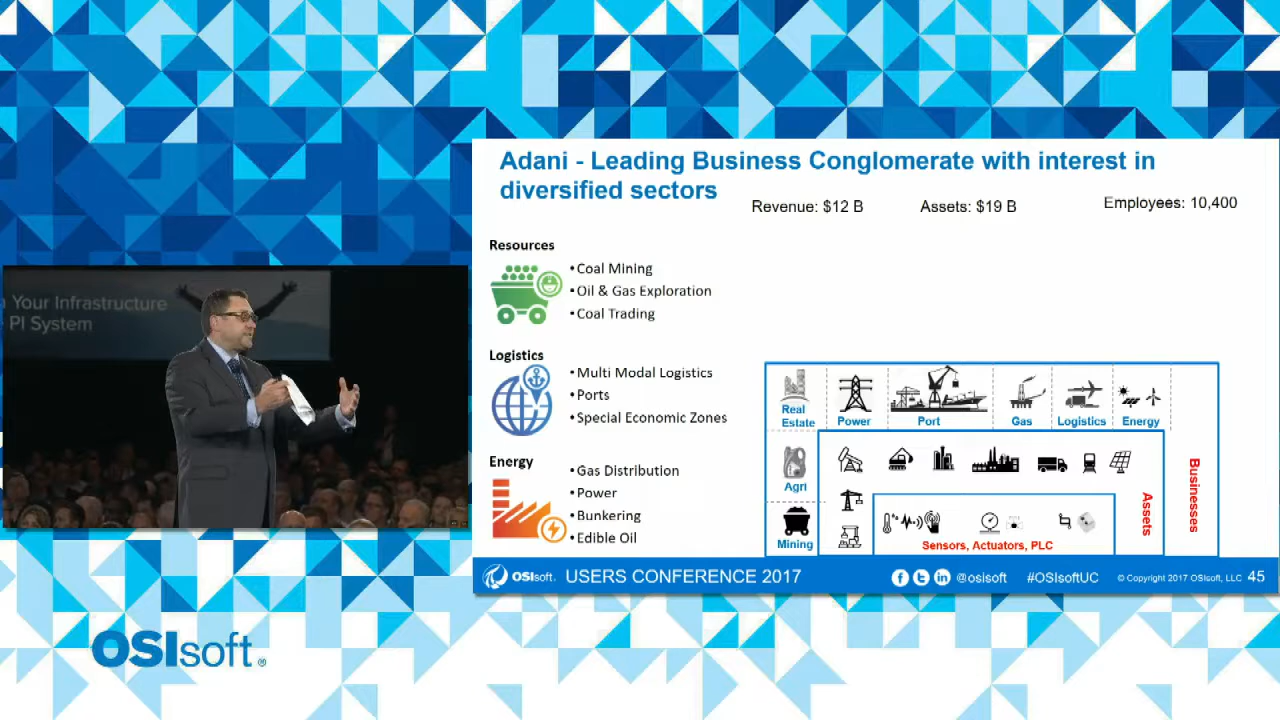 Adani - Leading Business Conglomerate with interest in
diversified sectors
Revenue: $12 B
Assets: $19 B
Employees: 10,400
Resources
•Coal Mining
•Oil & Gas Exploration
•Coal Trading
Your Infrastructure
PI System
Logistics
•Multi Modal Logistics
•Ports
•Special Economic Zones
Energy
•Gas Distribution
•Power
•Bunkering
•Edible Oil
Real
Estate
Power
Port
Gas
Logistics
Energy
Agri
Mining
Sensors, Actuators, PLC
Assets
Businesses
OSIsoft. USERS CONFERENCE 2017
@osisoft
#OSIsoftUC
© Copyright 2017 OSIsoft, LLC
45
OSIsoft®